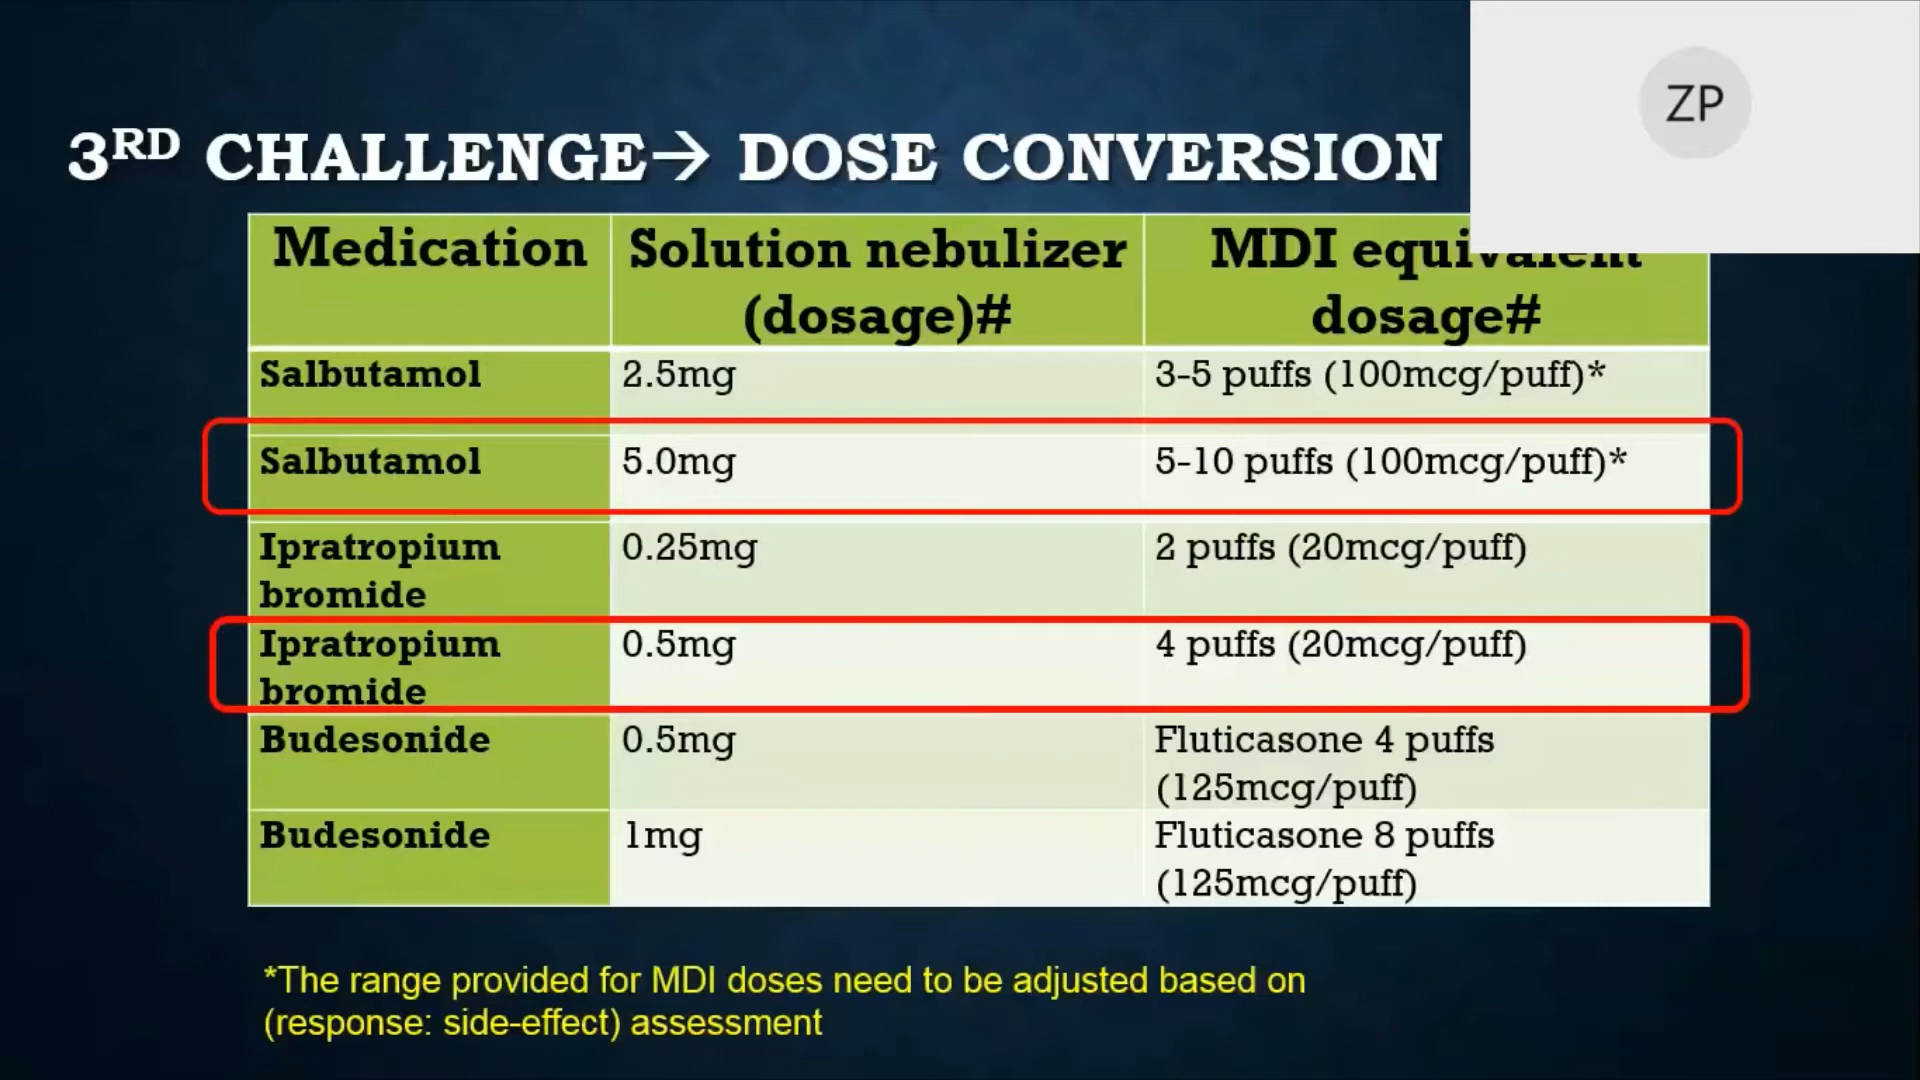 ZP
3RD CHALLENGE→ DOSE CONVERSION
Medication
Solution nebulizer
(dosage)#
MDI equivalent
dosage#
Salbutamol
2.5mg
3-5 puffs (100mcg/puff)*
Salbutamol
5.0mg
5-10 puffs (100mcg/puff)*
Ipratropium
bromide
0.25mg
2 puffs (20mcg/puff)
Ipratropium
bromide
0.5mg
4 puffs (20mcg/puff)
Budesonide
0.5mg
Fluticasone 4 puffs
(125mcg/puff)
Budesonide
1mg
Fluticasone 8 puffs
(125mcg/puff)
*The range provided for MDI doses need to be adjusted based on
(response: side-effect) assessment